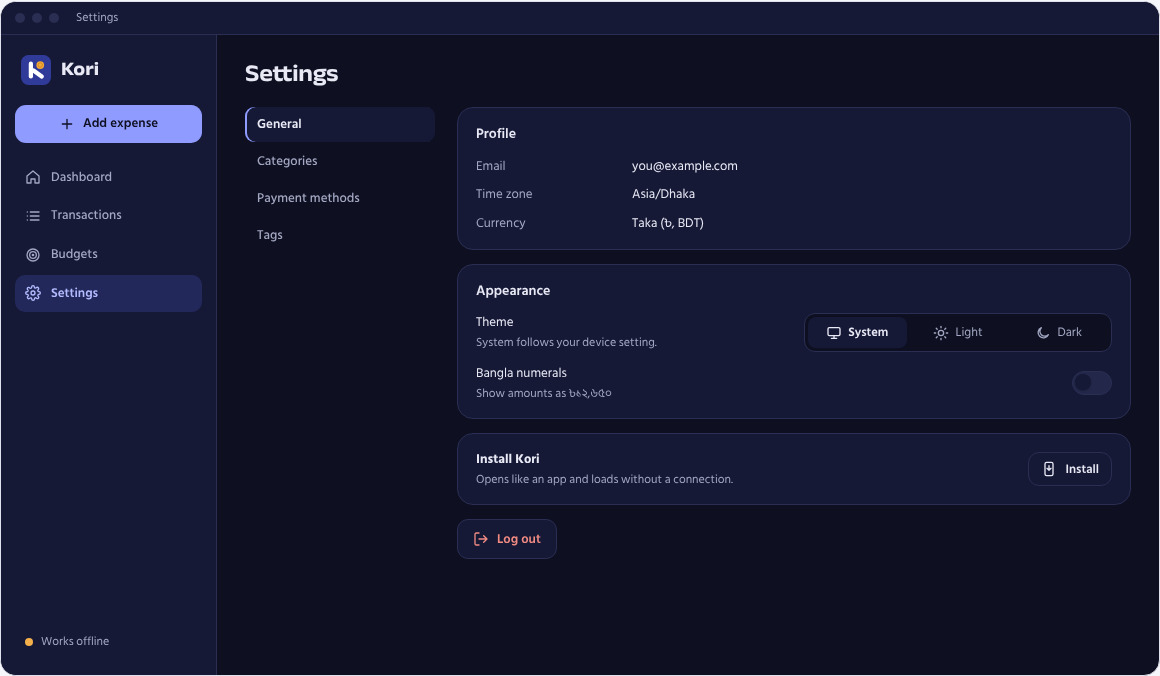 Settings
Kori
Add expense
Dashboard
Transactions
Budgets
Settings
Works offline
Settings
General
Categories
Payment methods
Tags
Profile
Email you@example.com
Time zone Asia/Dhaka
Currency Taka (৳, BDT)
Appearance
Theme
System follows your device setting.
System Light Dark
Bangla numerals
Show amounts as ৳১২,৬৫০
Install Kori
Opens like an app and loads without a connection.
Install
Log out